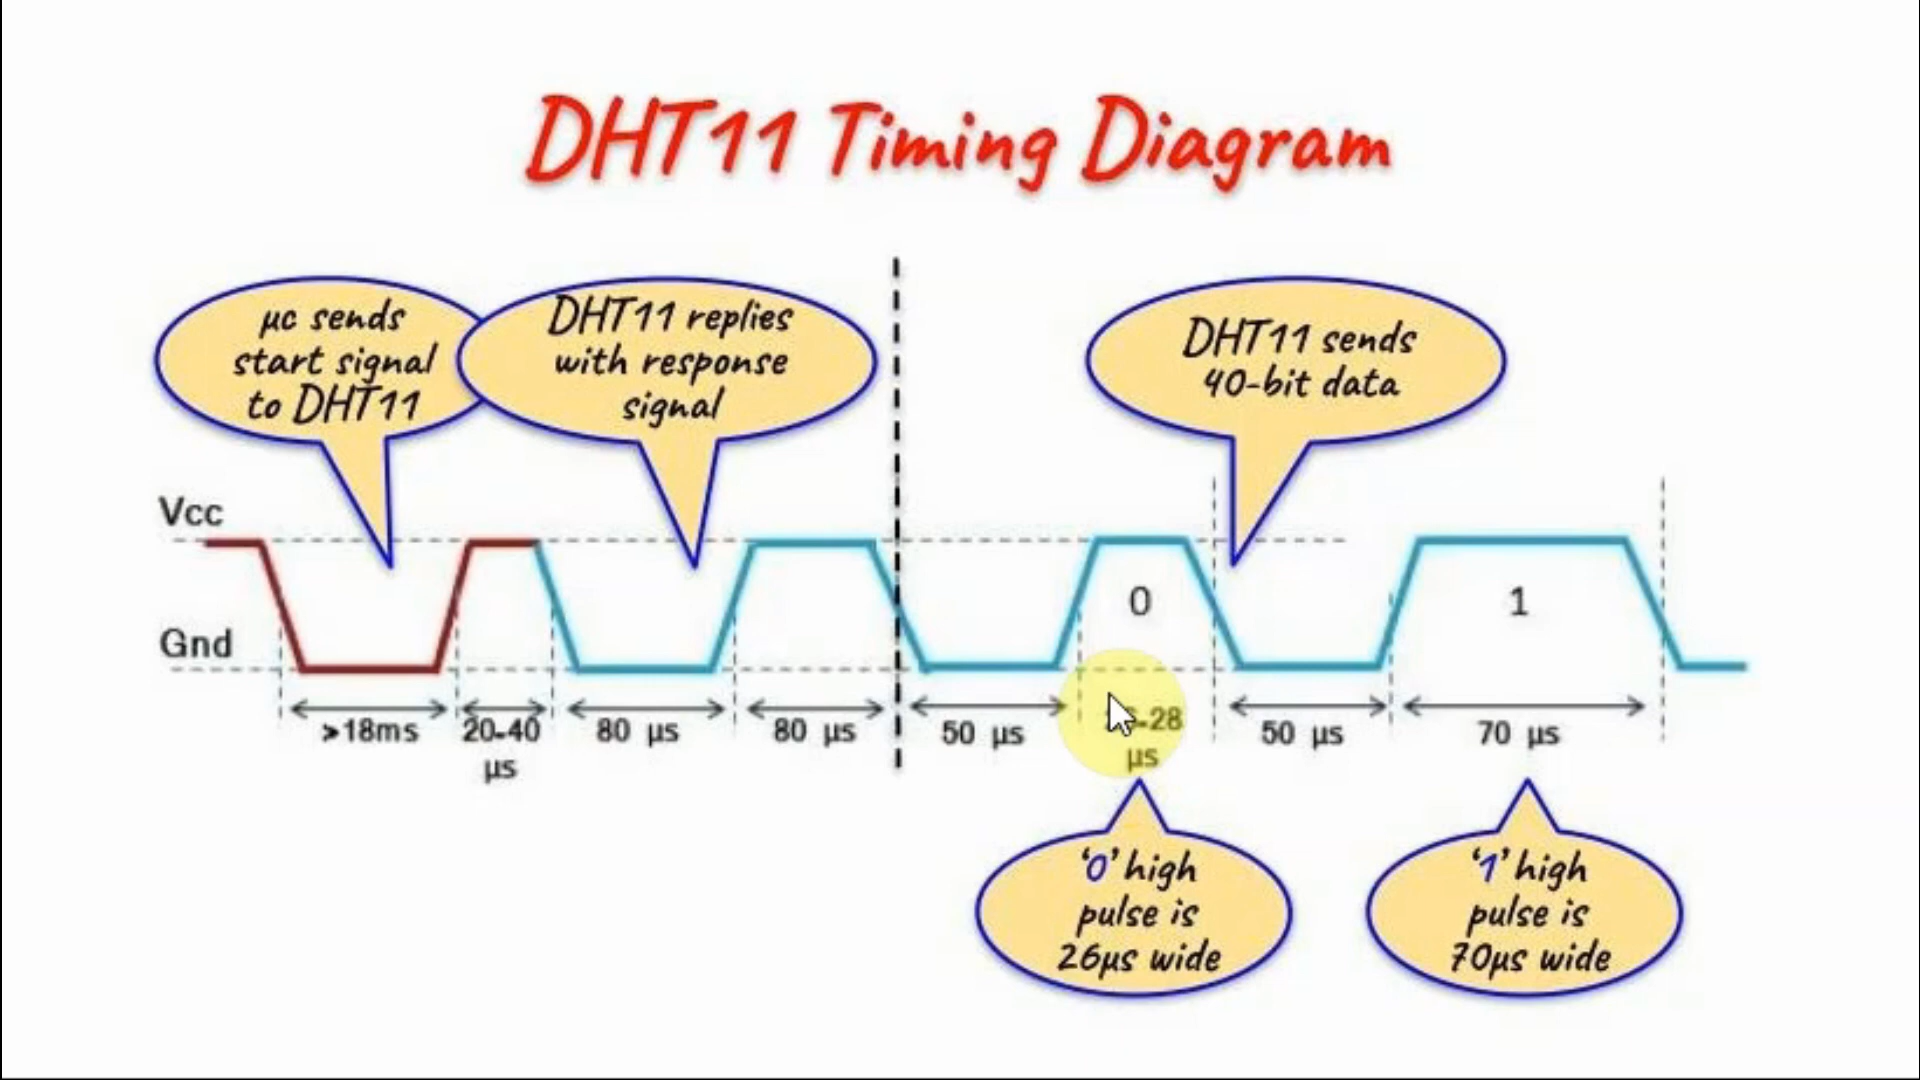 DHT11 Timing Diagram
µc sends
start signal
to DHT11
DHT11 replies
with response
signal
DHT11 sends
40-bit data
Vcc
Gnd
0
1
>18ms
20-40
µs
80 µs
80 µs
50 µs
-28
µs
50 µs
70 µs
‘0’ high
pulse is
26µs wide
‘1’ high
pulse is
70µs wide